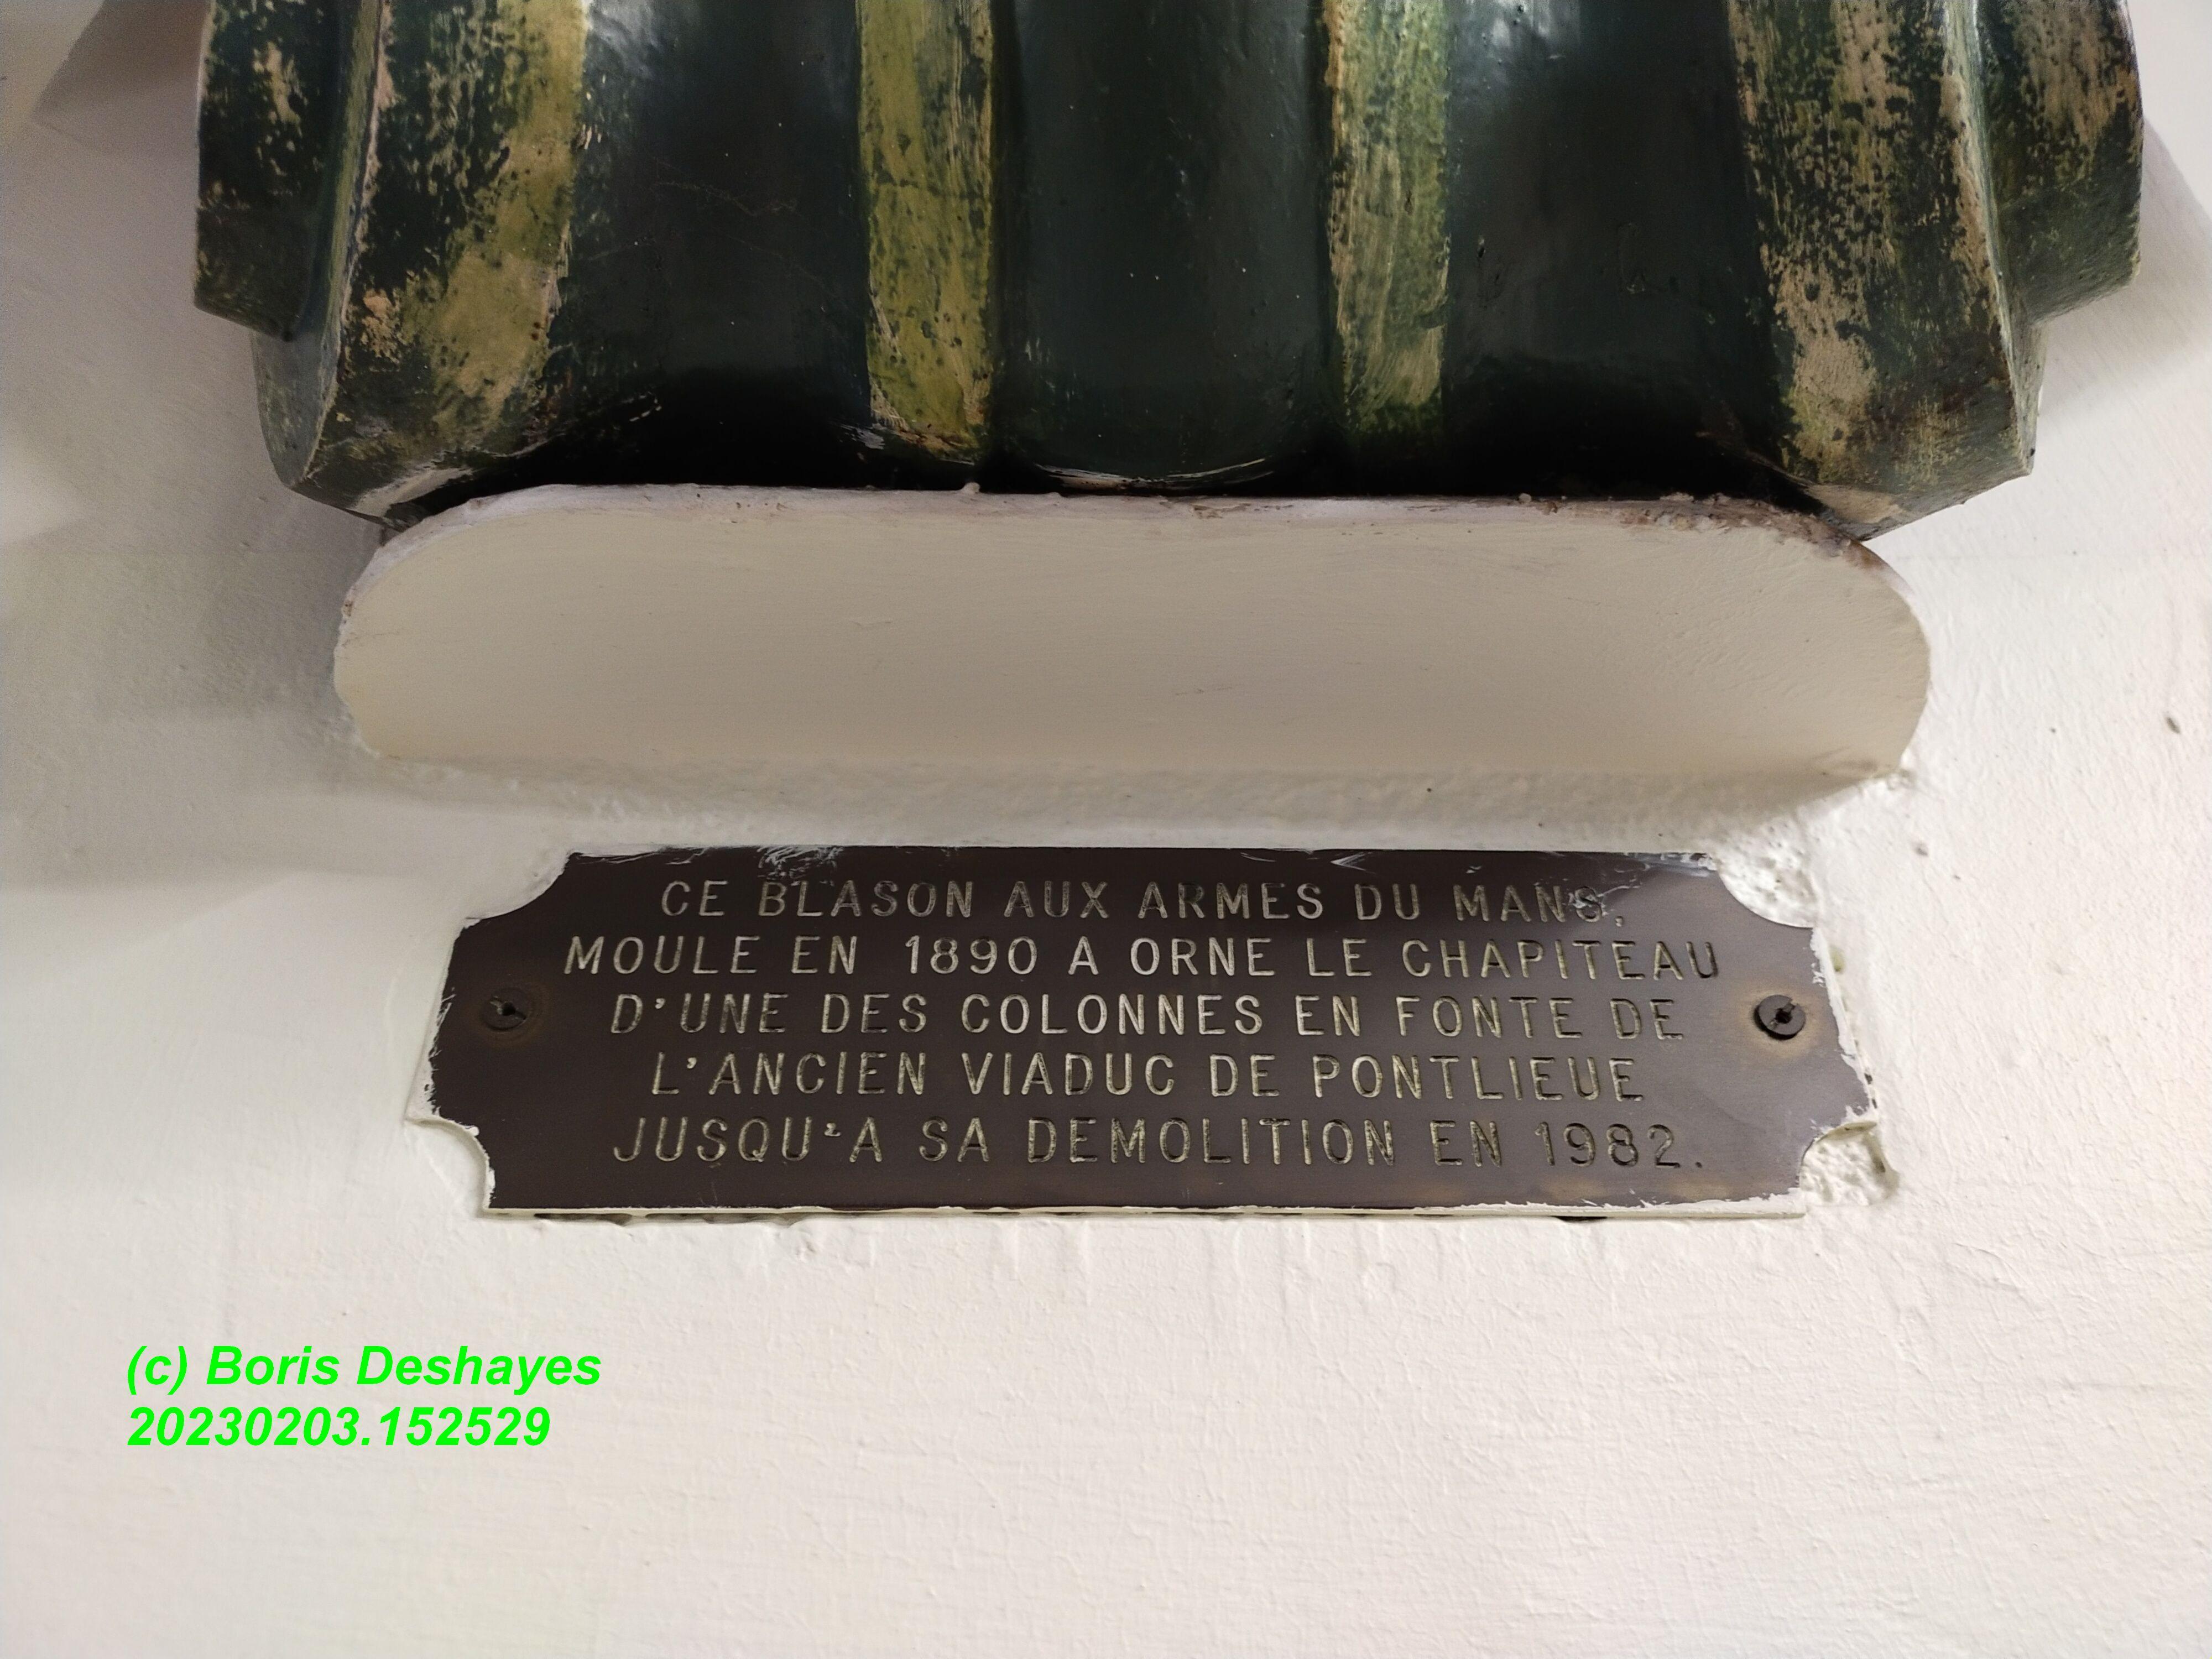 CE BLASON AUX ARMES DU MANS,
MOULE EN 1890 A ORNE LE CHAPITEAU
D'UNE DES COLONNES EN FONTE DE
L'ANCIEN VIADUC DE PONTLIEUE
JUSQU'A SA DEMOLITION EN 1982.
(c) Boris Deshayes
20230203.152529